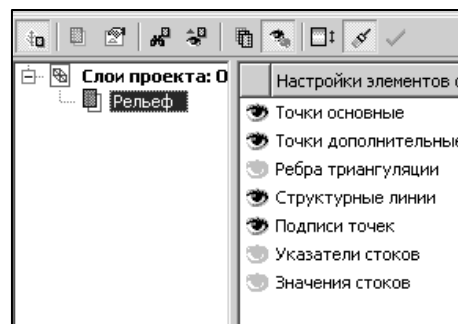 Слои проекта: О
Рельеф
Настройки элементов с
Точки основные
Точки дополнительные
Ребра триангуляции
Структурные линии
Подписи точек
Указатели стоков
Значения стоков